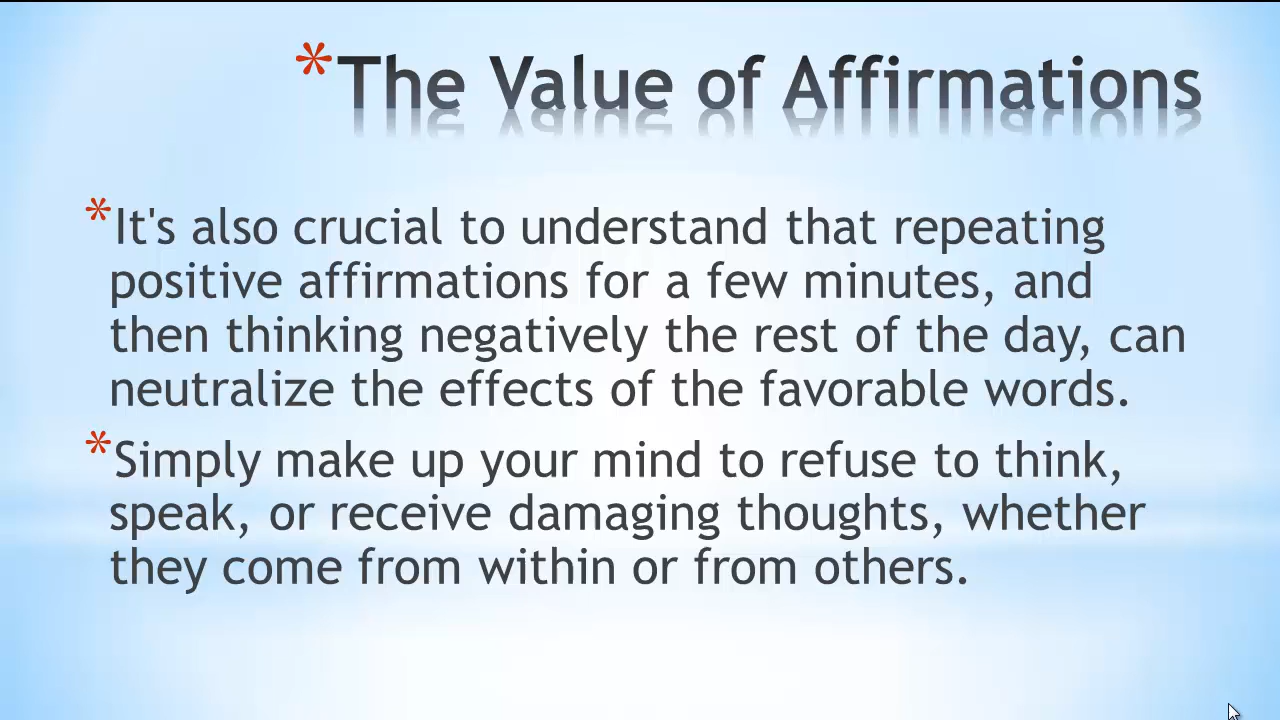 *The Value of Affirmations
*It's also crucial to understand that repeating
positive affirmations for a few minutes, and
then thinking negatively the rest of the day, can
neutralize the effects of the favorable words.
*Simply make up your mind to refuse to think,
speak, or receive damaging thoughts, whether
they come from within or from others.